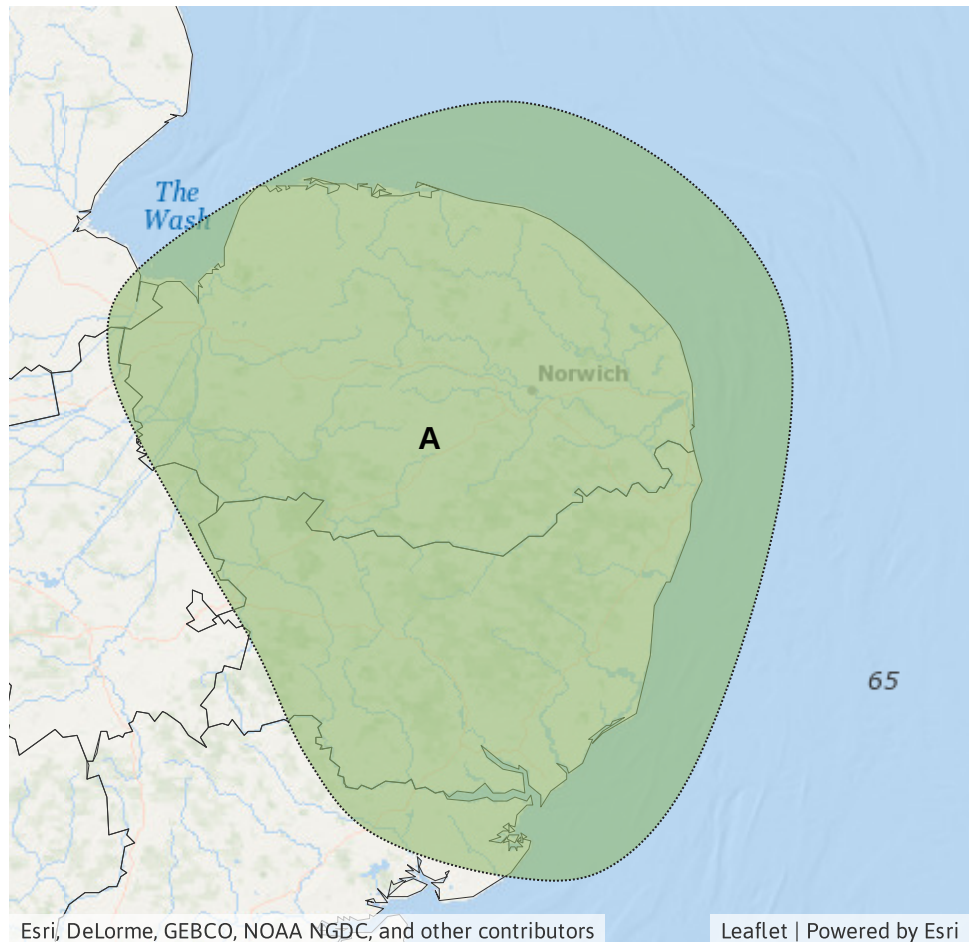 The
Wash
Norwich
A
65
Esri, DeLorme, GEBCO, NOAA NGDC, and other contributors
Leaflet | Powered by Esri